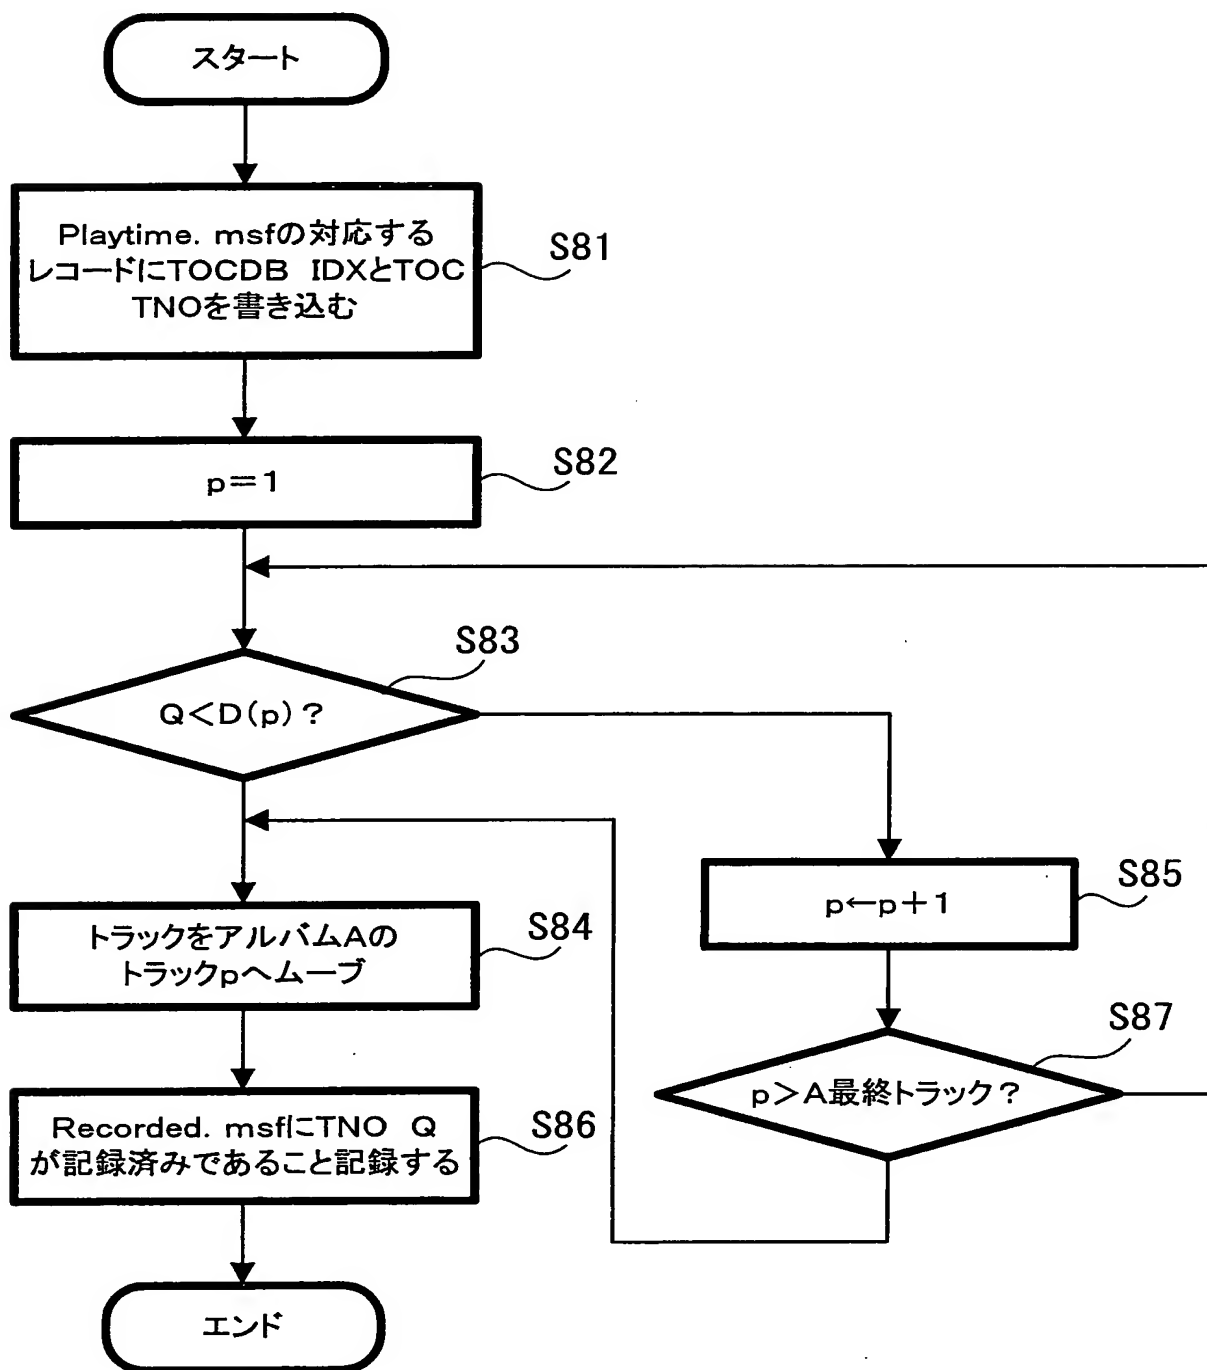 スタート
Playtime. msfの対応する
レコードにTOCDB IDXとTOC
TNOを書き込む
S81
p=1
S82
S83
Q<D(p)?
p←p+1
S85
トラックをアルバムAの
トラックpへムーブ
S84
p>A最終トラック?
S87
Recorded. msfにTNO Q
が記録済みであること記録する
S86
エンド